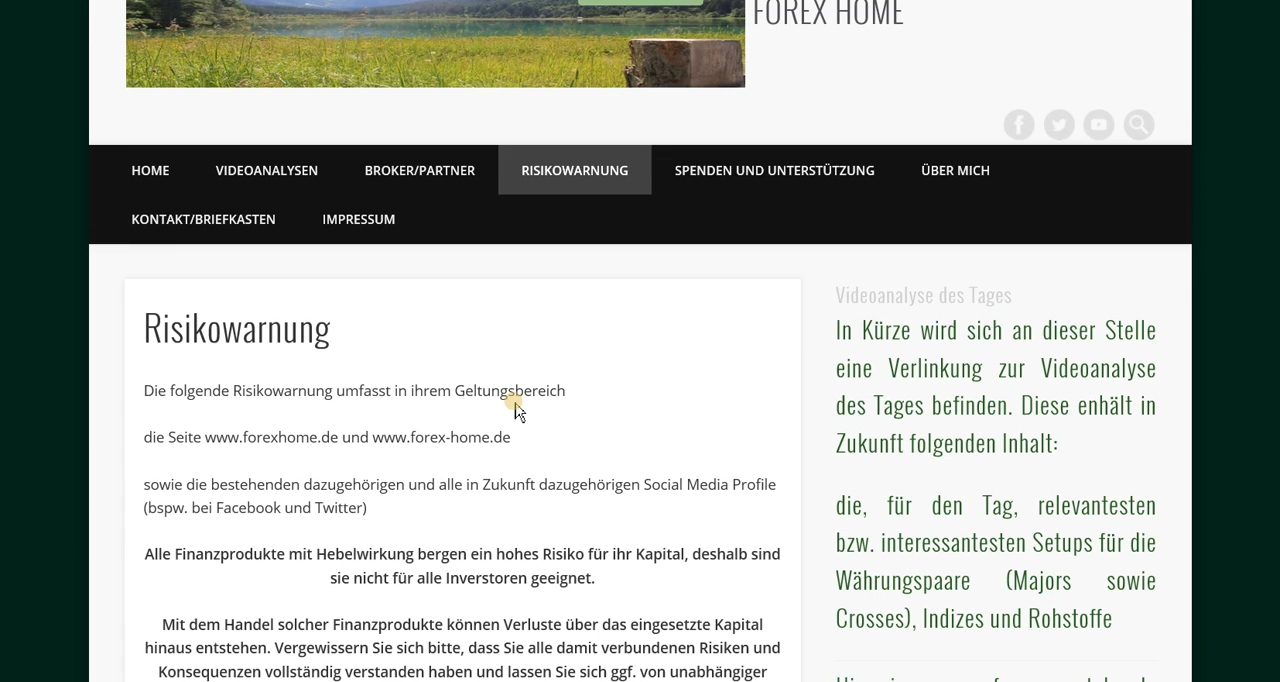 FOREX HOME
HOME VIDEOANALYSEN BROKER/PARTNER RISIKOWARNUNG SPENDEN UND UNTERSTÜTZUNG ÜBER MICH
KONTAKT/BRIEFKASTEN IMPRESSUM
Risikowarnung
Die folgende Risikowarnung umfasst in ihrem Geltungsbereich
die Seite www.forexhome.de und www.forex-home.de
sowie die bestehenden dazugehörigen und alle in Zukunft dazugehörigen Social Media Profile
(bspw. bei Facebook und Twitter)
Alle Finanzprodukte mit Hebelwirkung bergen ein hohes Risiko für ihr Kapital, deshalb sind
sie nicht für alle Inverstoren geeignet.
Mit dem Handel solcher Finanzprodukte können Verluste über das eingesetzte Kapital
hinaus entstehen. Vergewissern Sie sich bitte, dass Sie alle damit verbundenen Risiken und
Konsequenzen vollständig verstanden haben und lassen Sie sich ggf. von unabhängiger
Videoanalyse des Tages
In Kürze wird sich an dieser Stelle
eine Verlinkung zur Videoanalyse
des Tages befinden. Diese enhält in
Zukunft folgenden Inhalt:
die, für den Tag, relevantesten
bzw. interessantesten Setups für die
Währungspaare (Majors sowie
Crosses), Indizes und Rohstoffe